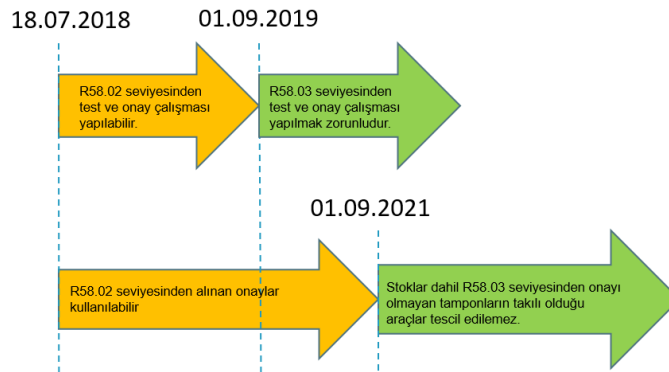 18.07.2018
01.09.2019
R58.02 seviyesinden
test ve onay çalışması
yapılabilir.
R58.03 seviyesinden
test ve onay çalışması
yapılmak zorunludur.
01.09.2021
R58.02 seviyesinden alınan onaylar
kullanılabilir
Stoklar dahil R58.03 seviyesinden onayı
olmayan tamponların takılı olduğu
araçlar tescil edilemez.